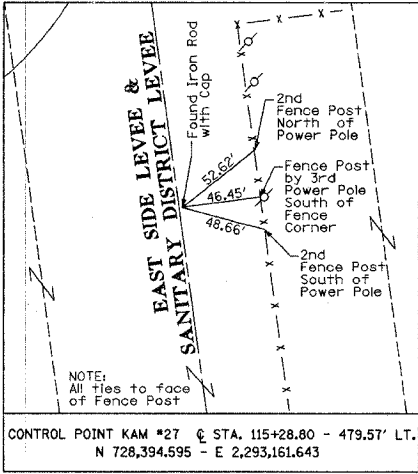 EAST SIDE LEVEE &
SANITARY DISTRICT LEVEE
Found Iron Rod
with Cap
2nd
Fence Post
North of
Power Pole
52.62'
46.45'
48.66'
Fence Post
by 3rd
Power Pole
South of
Fence
Corner
2nd
Fence Post
South of
Power Pole
NOTE:
All ties to face
of Fence Post
CONTROL POINT KAM #27 ℄ STA. 115+28.80 - 479.57' LT.
N 728,394.595 - E 2,293,161.643